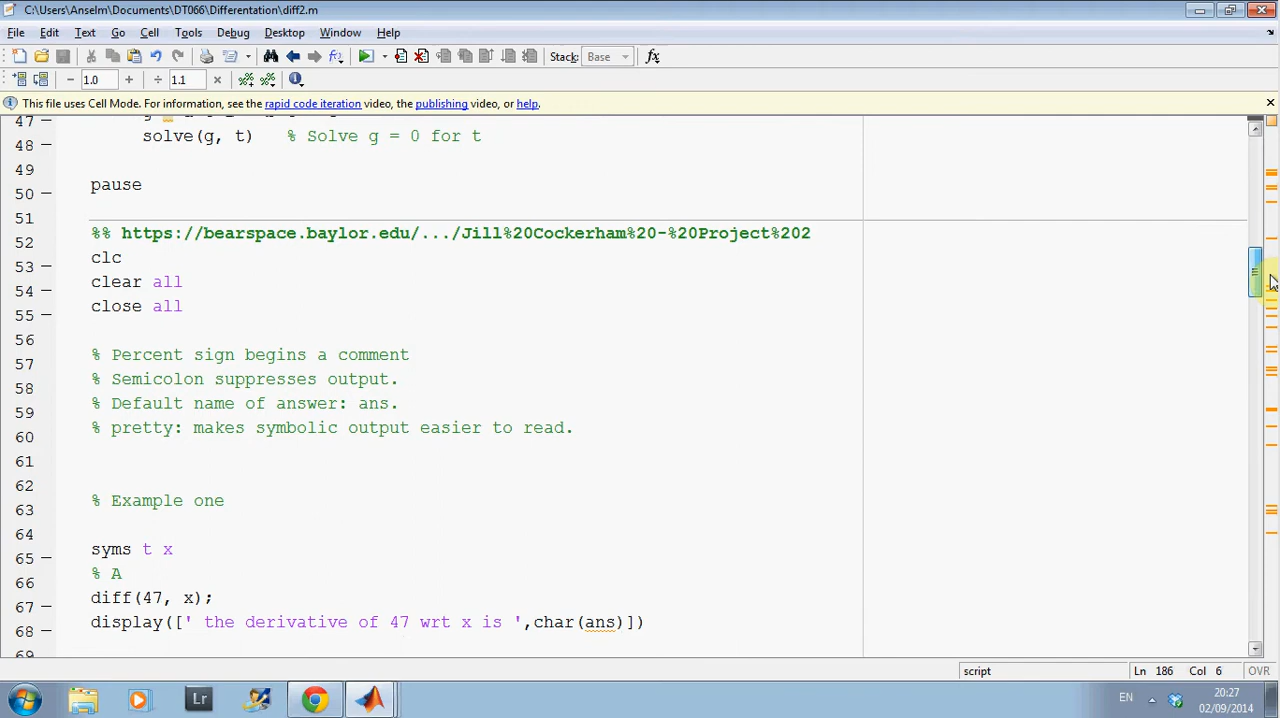 C:\Users\Anselm\Documents\DT066\Differentation\diff2.m
File Edit Text Go Cell Tools Debug Desktop Window Help
Stack: Base fx
1.0 1.1
This file uses Cell Mode. For information, see the rapid code iteration video, the publishing video, or help.
47
48 solve(g, t) % Solve g = 0 for t
49
50 pause
51
52 %% https://bearspace.baylor.edu/.../Jill%20Cockerham%20-%20Project%202
53 clc
54 clear all
55 close all
56
57 % Percent sign begins a comment
58 % Semicolon suppresses output.
59 % Default name of answer: ans.
60 % pretty: makes symbolic output easier to read.
61
62
63 % Example one
64
65 syms t x
66 % A
67 diff(47, x);
68 display([' the derivative of 47 wrt x is ',char(ans)])
script Ln 186 Col 6 OVR
Lr EN 20:27
02/09/2014